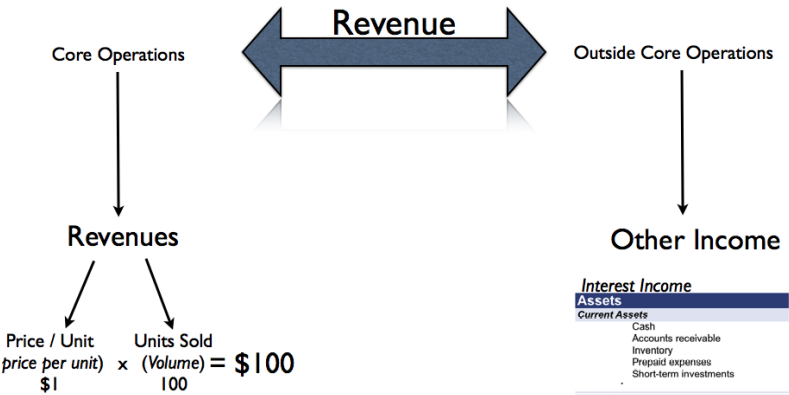 Revenue
Core Operations
Outside Core Operations
Revenues
Other Income
Price / Unit
price per unit)
$1
x
Units Sold
(Volume)
100
= $100
Interest Income
Assets
Current Assets
Cash
Accounts receivable
Inventory
Prepaid expenses
Short-term investments